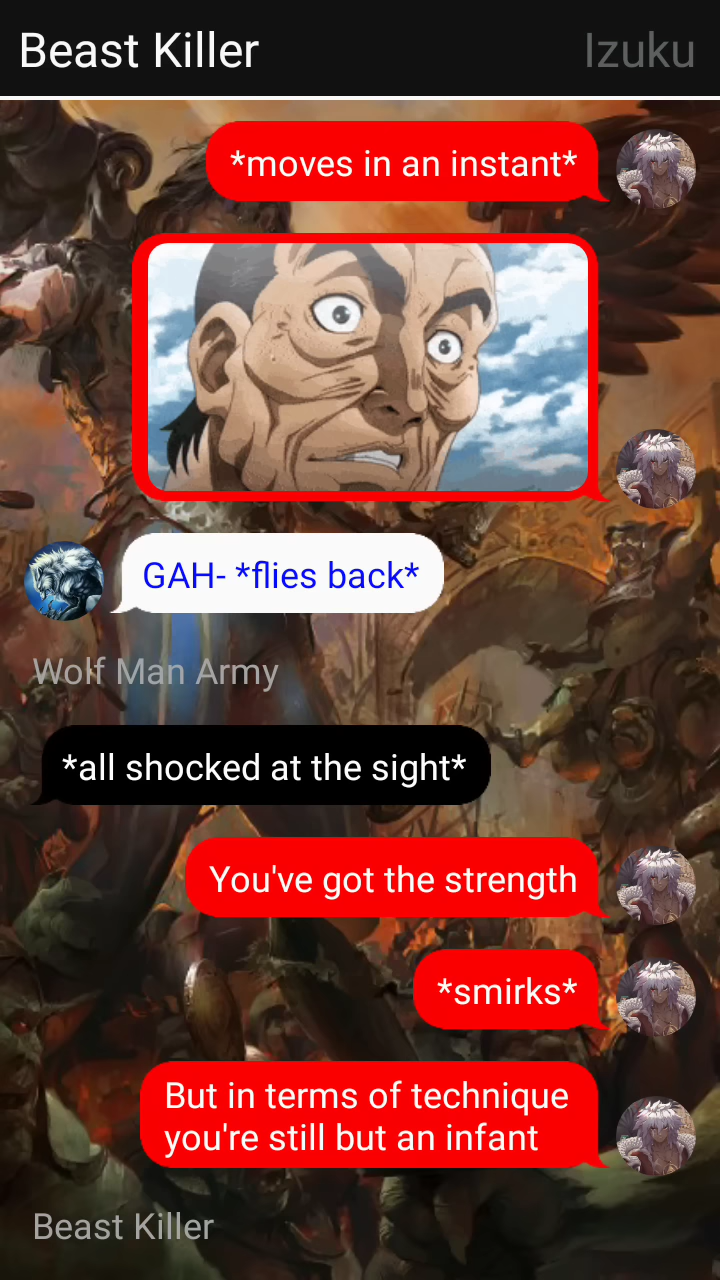 Beast Killer
Izuku
*moves in an instant*
GAH- *flies back*
Wolf Man Army
*all shocked at the sight*
You've got the strength
*smirks*
But in terms of technique
you're still but an infant
Beast Killer